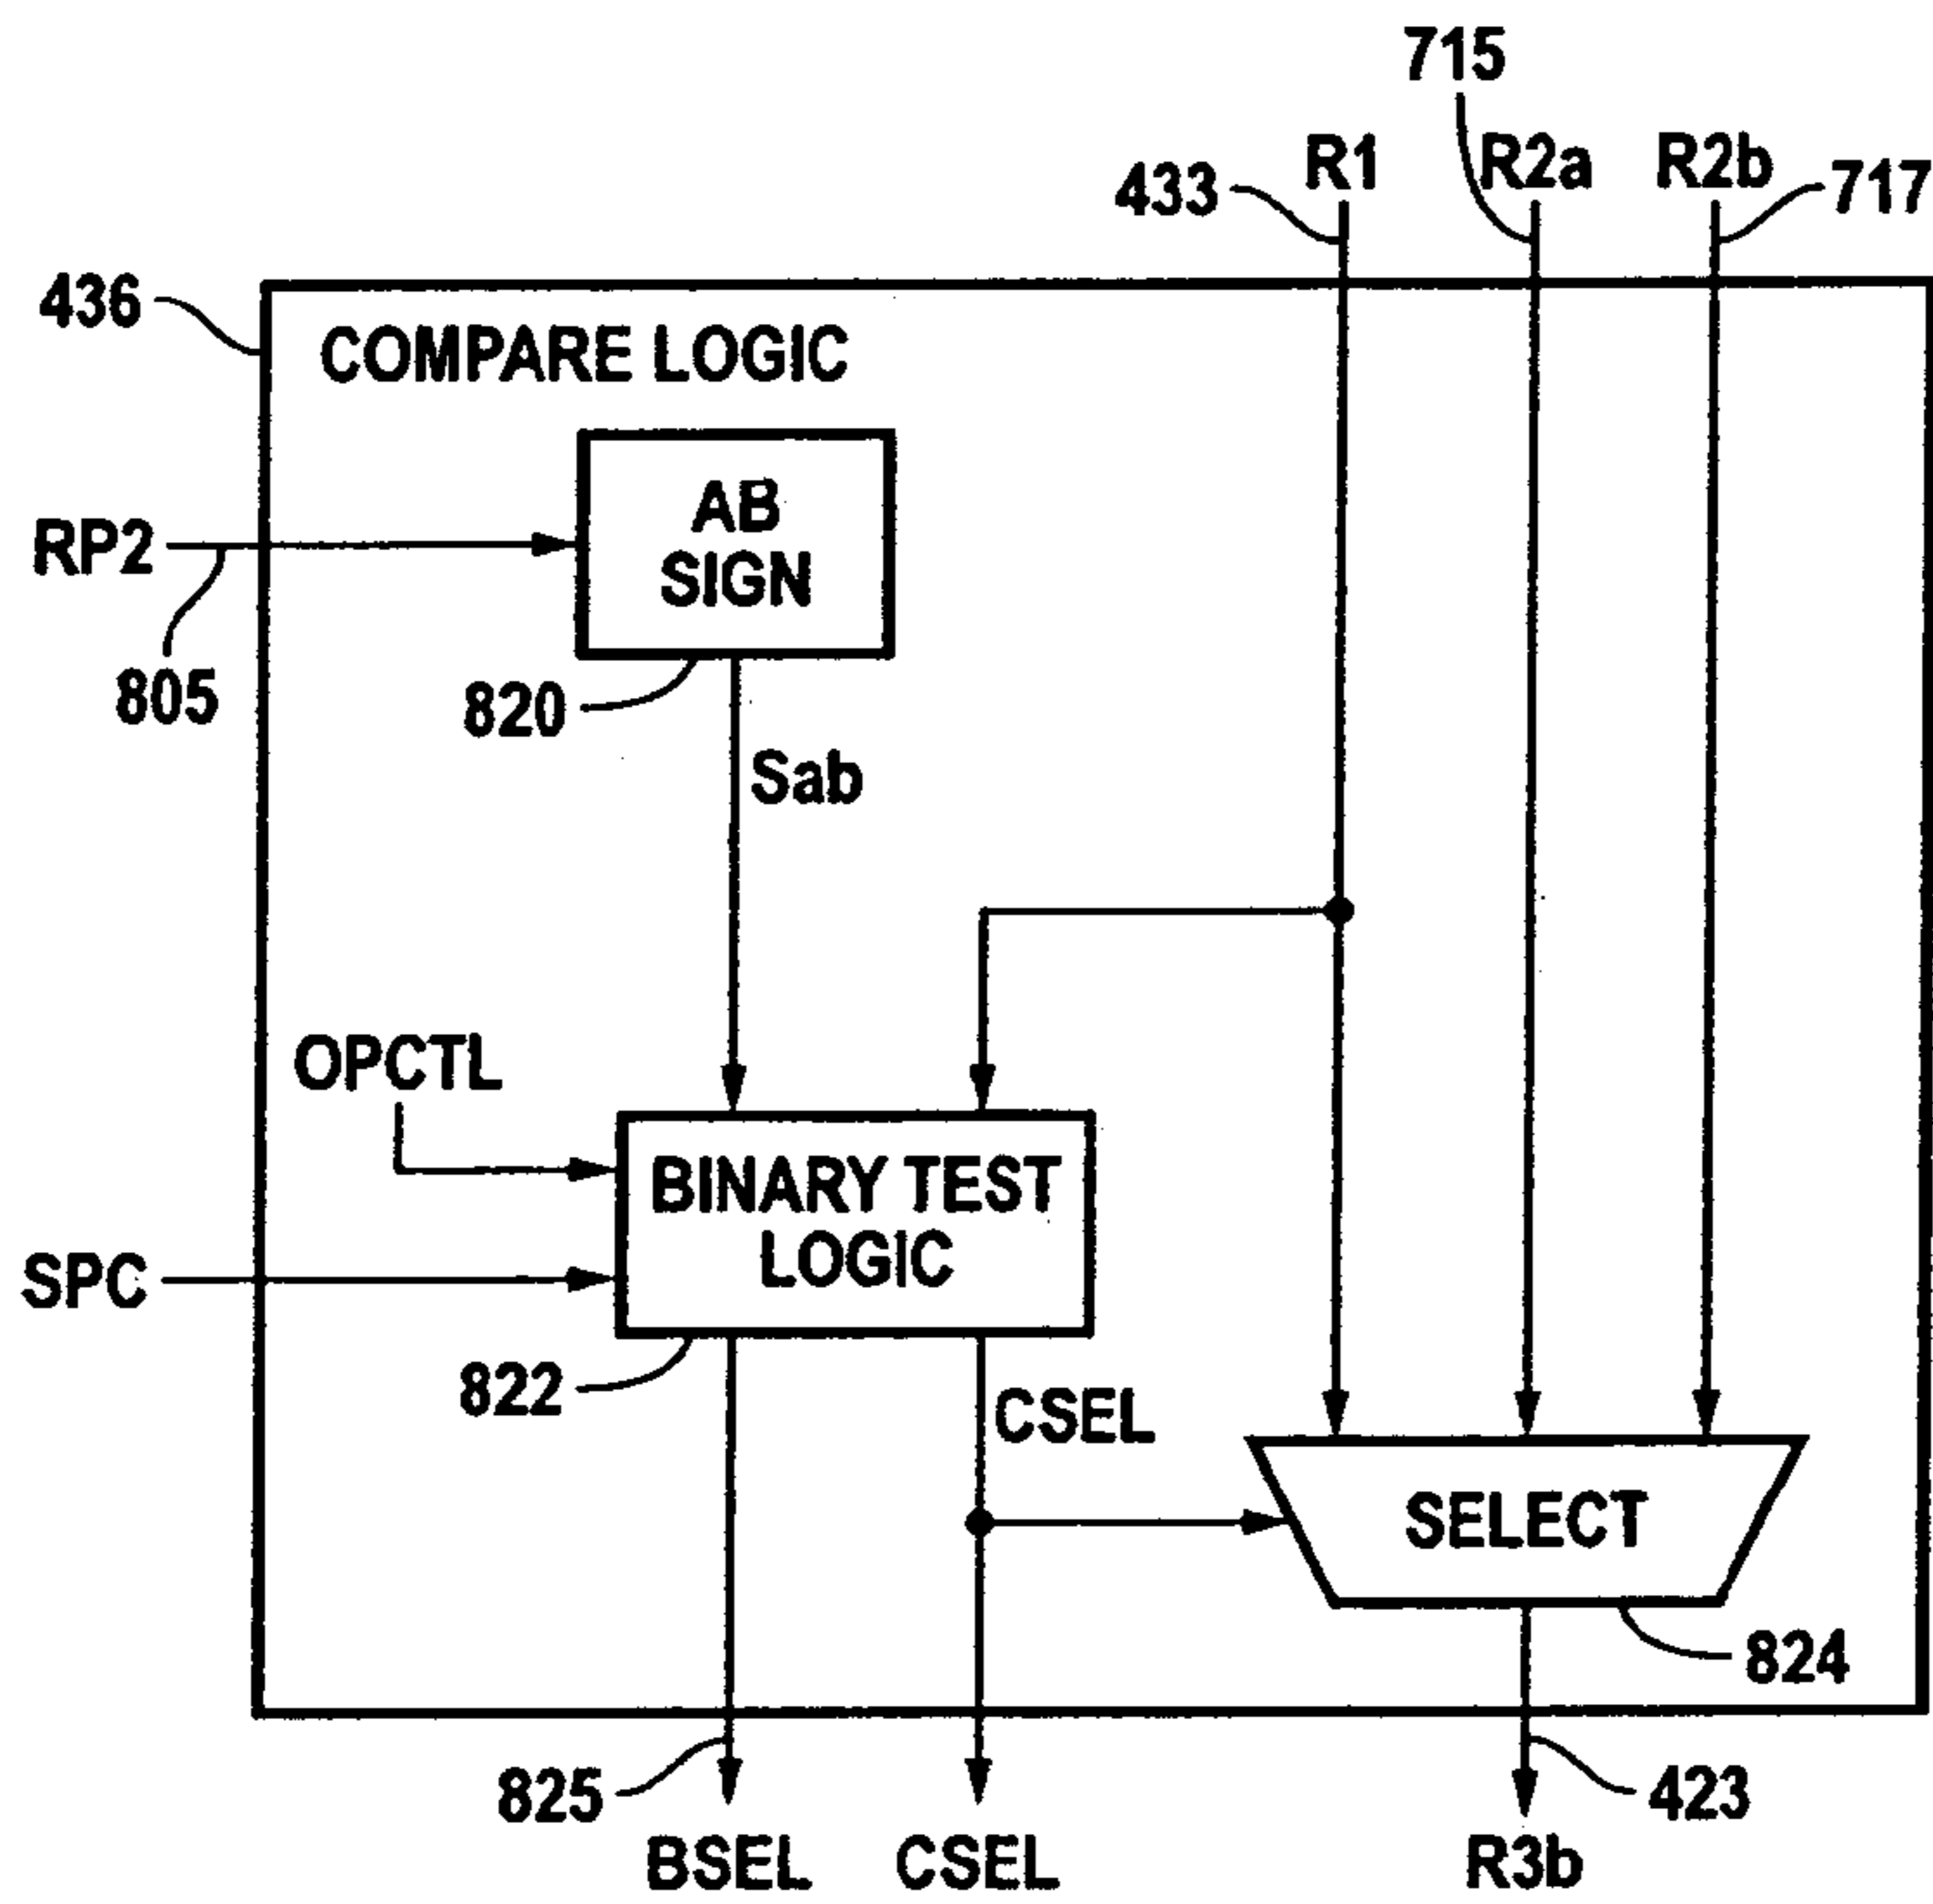 715
R1
R2a
R2b
433
717
436
COMPARE LOGIC
AB
SIGN
RP2
805
820
Sab
OPCTL
BINARY TEST
LOGIC
SPC
822
CSEL
SELECT
824
825
423
BSEL
CSEL
R3b